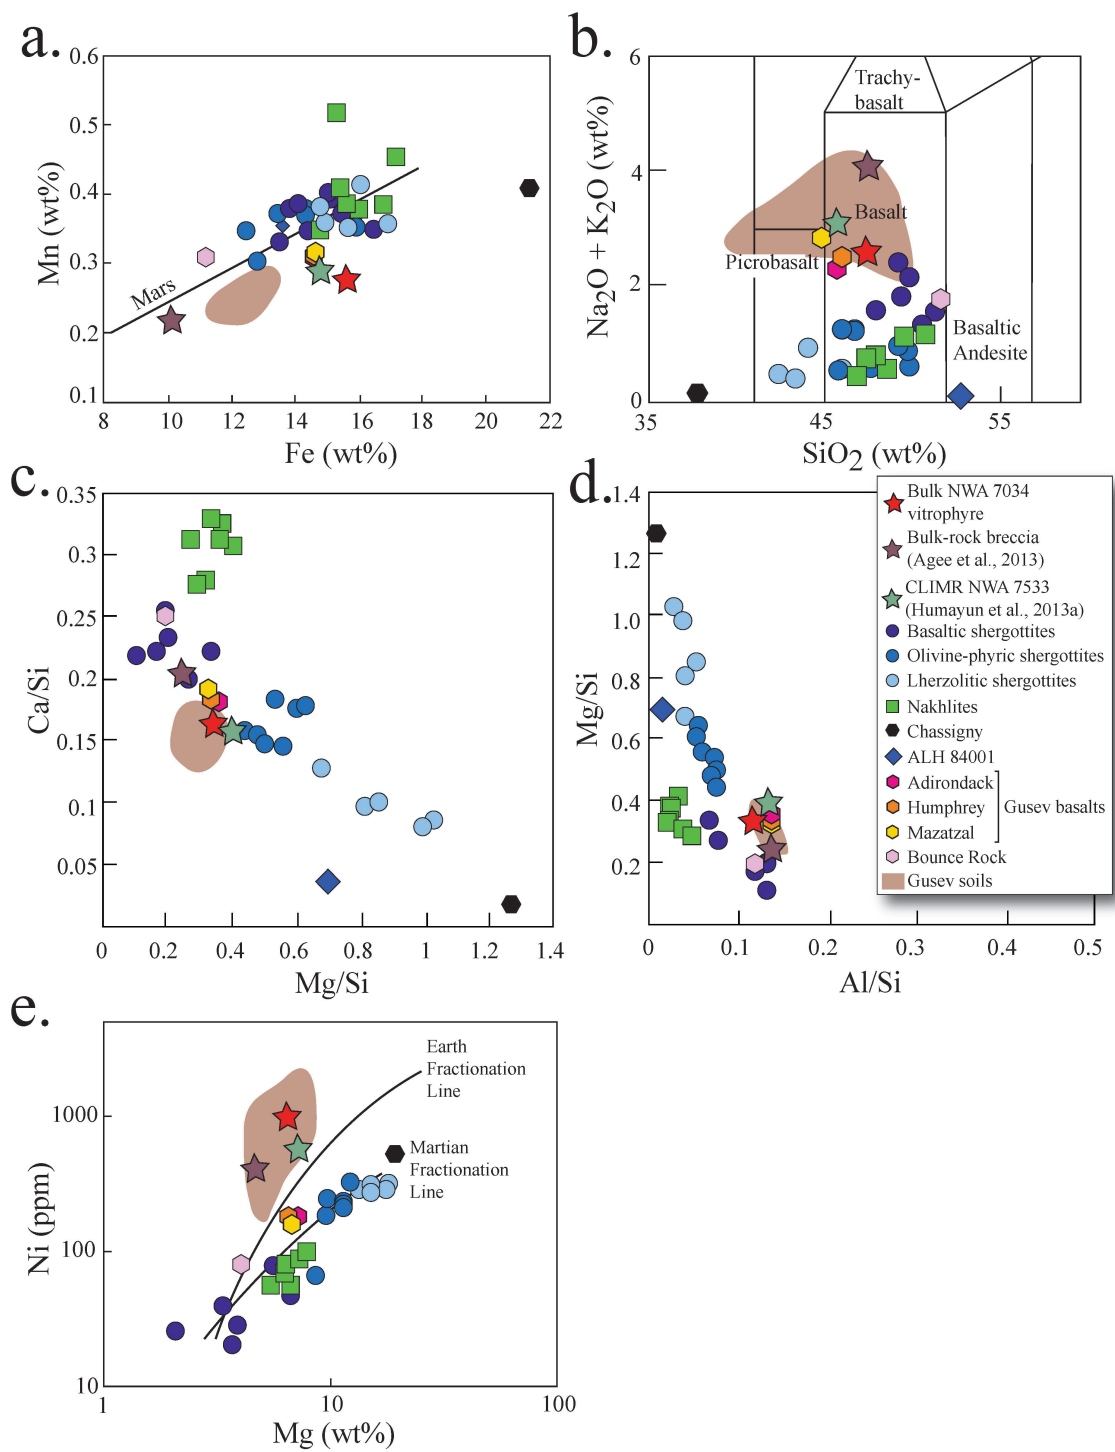 a.
0.6
0.5
0.4
0.3
0.2
0.1
Mn (wt%)
Mars
8
10
12
14
16
18
20
22
Fe (wt%)
b.
6
4
2
0
Na2O + K2O (wt%)
Trachy-
basalt
Basalt
Picrobasalt
Basaltic
Andesite
35
45
55
SiO2 (wt%)
c.
0.35
0.30
0.25
0.20
0.15
0.10
0.05
Ca/Si
0
0.2
0.4
0.6
0.8
1
1.2
1.4
Mg/Si
d.
1.4
1.2
1.0
0.8
0.6
0.4
0.2
Mg/Si
0
0.1
0.2
0.3
0.4
0.5
Al/Si
Bulk NWA 7034
vitrophyre
Bulk-rock breccia
(Agee et al., 2013)
CLIMR NWA 7533
(Humayun et al., 2013a)
Basaltic shergottites
Olivine-phyric shergottites
Lherzolitic shergottites
Nakhlites
Chassigny
ALH 84001
Adirondack
Humphrey
Gusev basalts
Mazatzal
Bounce Rock
Gusev soils
e.
1000
100
10
Ni (ppm)
Earth
Fractionation
Line
Martian
Fractionation
Line
1
10
100
Mg (wt%)